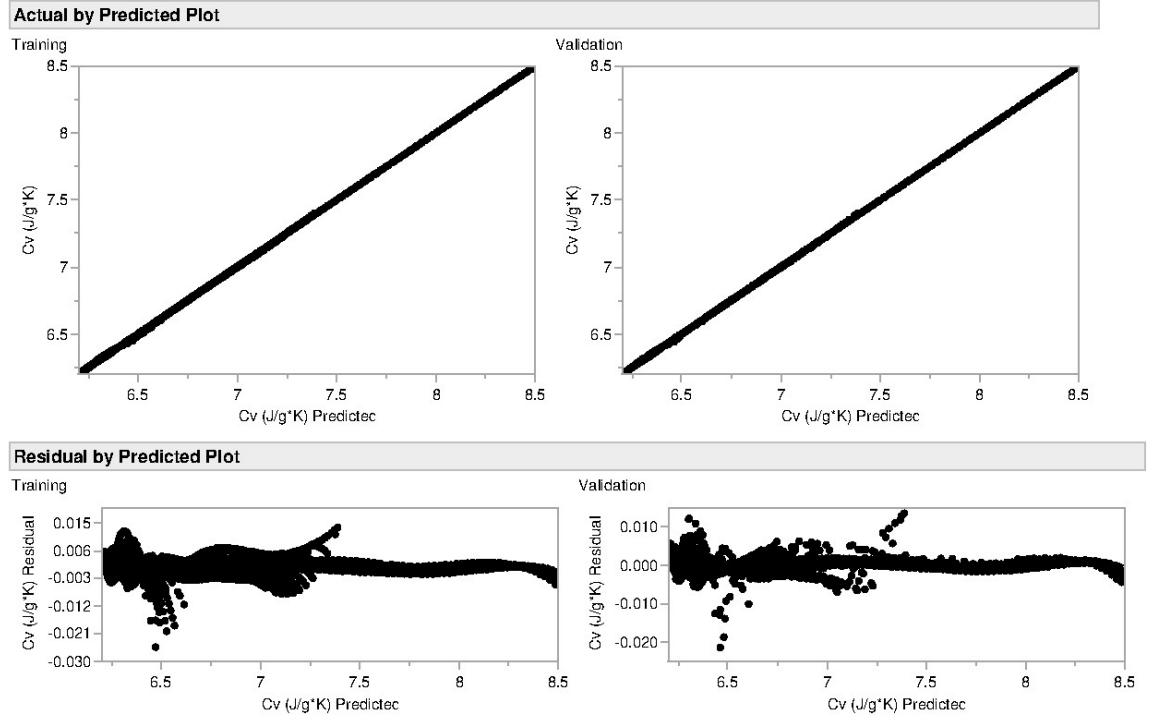 Actual by Predicted Plot
Training
Validation
8.5
8
7.5
7
6.5
Cv (J/g*K)
6.5 7 7.5 8 8.5
Cv (J/g*K) Predictec
8.5
8
7.5
7
6.5
Cv (J/g*K)
6.5 7 7.5 8 8.5
Cv (J/g*K) Predictec
Residual by Predicted Plot
Training
Validation
0.015
0.006
-0.003
-0.012
-0.021
-0.030
Cv (J/g*K) Residual
6.5 7 7.5 8 8.5
Cv (J/g*K) Predictec
0.010
0.000
-0.010
-0.020
Cv (J/g*K) Residual
6.5 7 7.5 8 8.5
Cv (J/g*K) Predictec